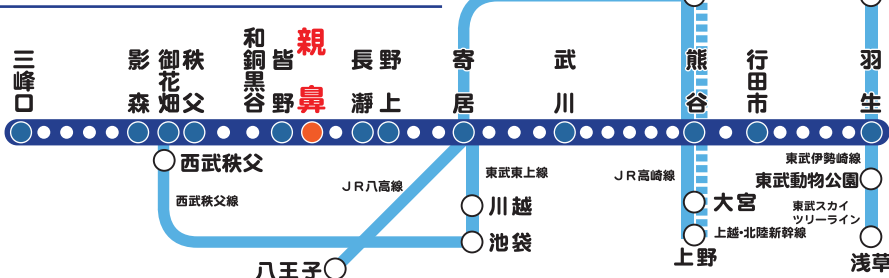 三峰口
影森
御花畑
秩父
和銅黒谷
皆野
親鼻
長瀞
野上
寄居
武川
熊谷
行田市
羽生
西武秩父
西武秩父線
JR八高線
八王子
東武東上線
川越
池袋
JR高崎線
大宮
上越・北陸新幹線
上野
東武伊勢崎線
東武動物公園
東武スカイ
ツリーライン
浅草